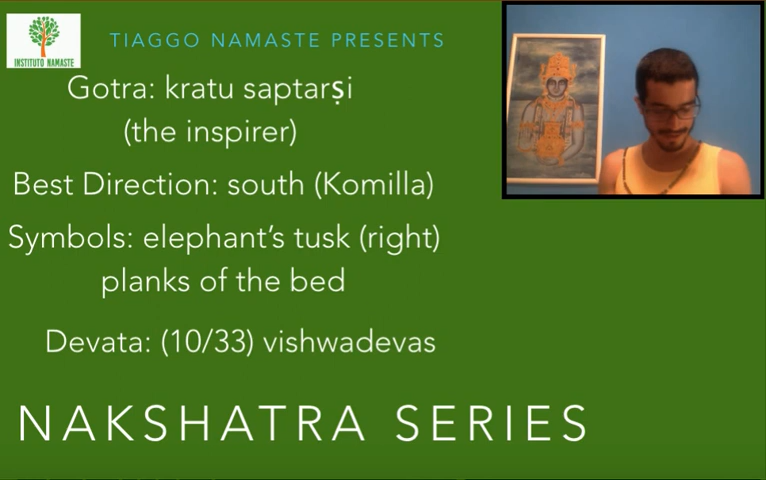 INSTITUTO NAMASTE
TIAGGO NAMASTE PRESENTS
Gotra: kratu saptarṣi
(the inspirer)
Best Direction: south (Komilla)
Symbols: elephant's tusk (right)
planks of the bed
Devata: (10/33) vishwadevas
NAKSHATRA SERIES